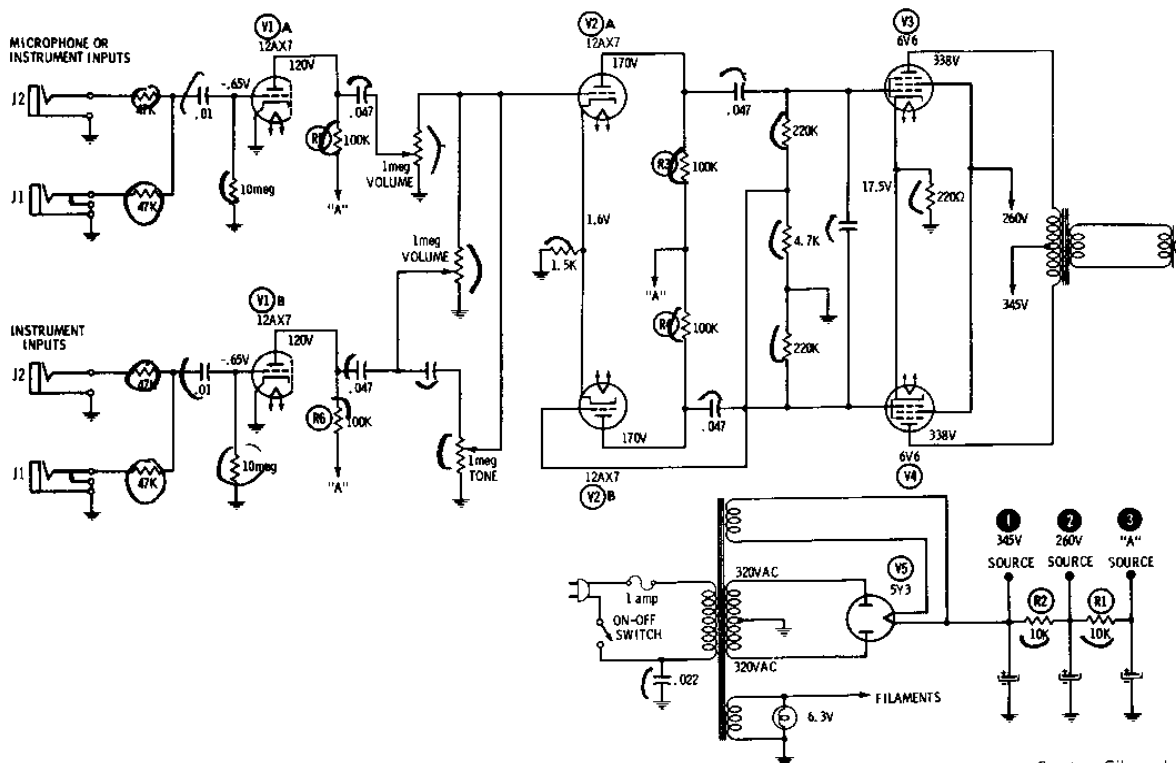 MICROPHONE OR
INSTRUMENT INPUTS
J2
47K
.01
-.65V
V1 A
12AX7
120V
.047
100K
"A"
1meg
VOLUME
J1
47K
10meg
1meg
VOLUME
INSTRUMENT
INPUTS
J2
47K
.01
-.65V
V1 B
12AX7
120V
.047
R6
100K
"A"
1meg
TONE
J1
47K
10meg
V2 A
12AX7
170V
.047
R3
100K
1.6V
1.5K
"A"
R4
100K
170V
.047
12AX7
V2 B
220K
4.7K
220K
V3
6V6
338V
17.5V
220Ω
260V
345V
338V
6V6
V4
1 amp
ON-OFF
SWITCH
.022
320VAC
320VAC
V5
5Y3
FILAMENTS
6.3V
1
345V
SOURCE
2
260V
SOURCE
3
"A"
SOURCE
R2
10K
R1
10K